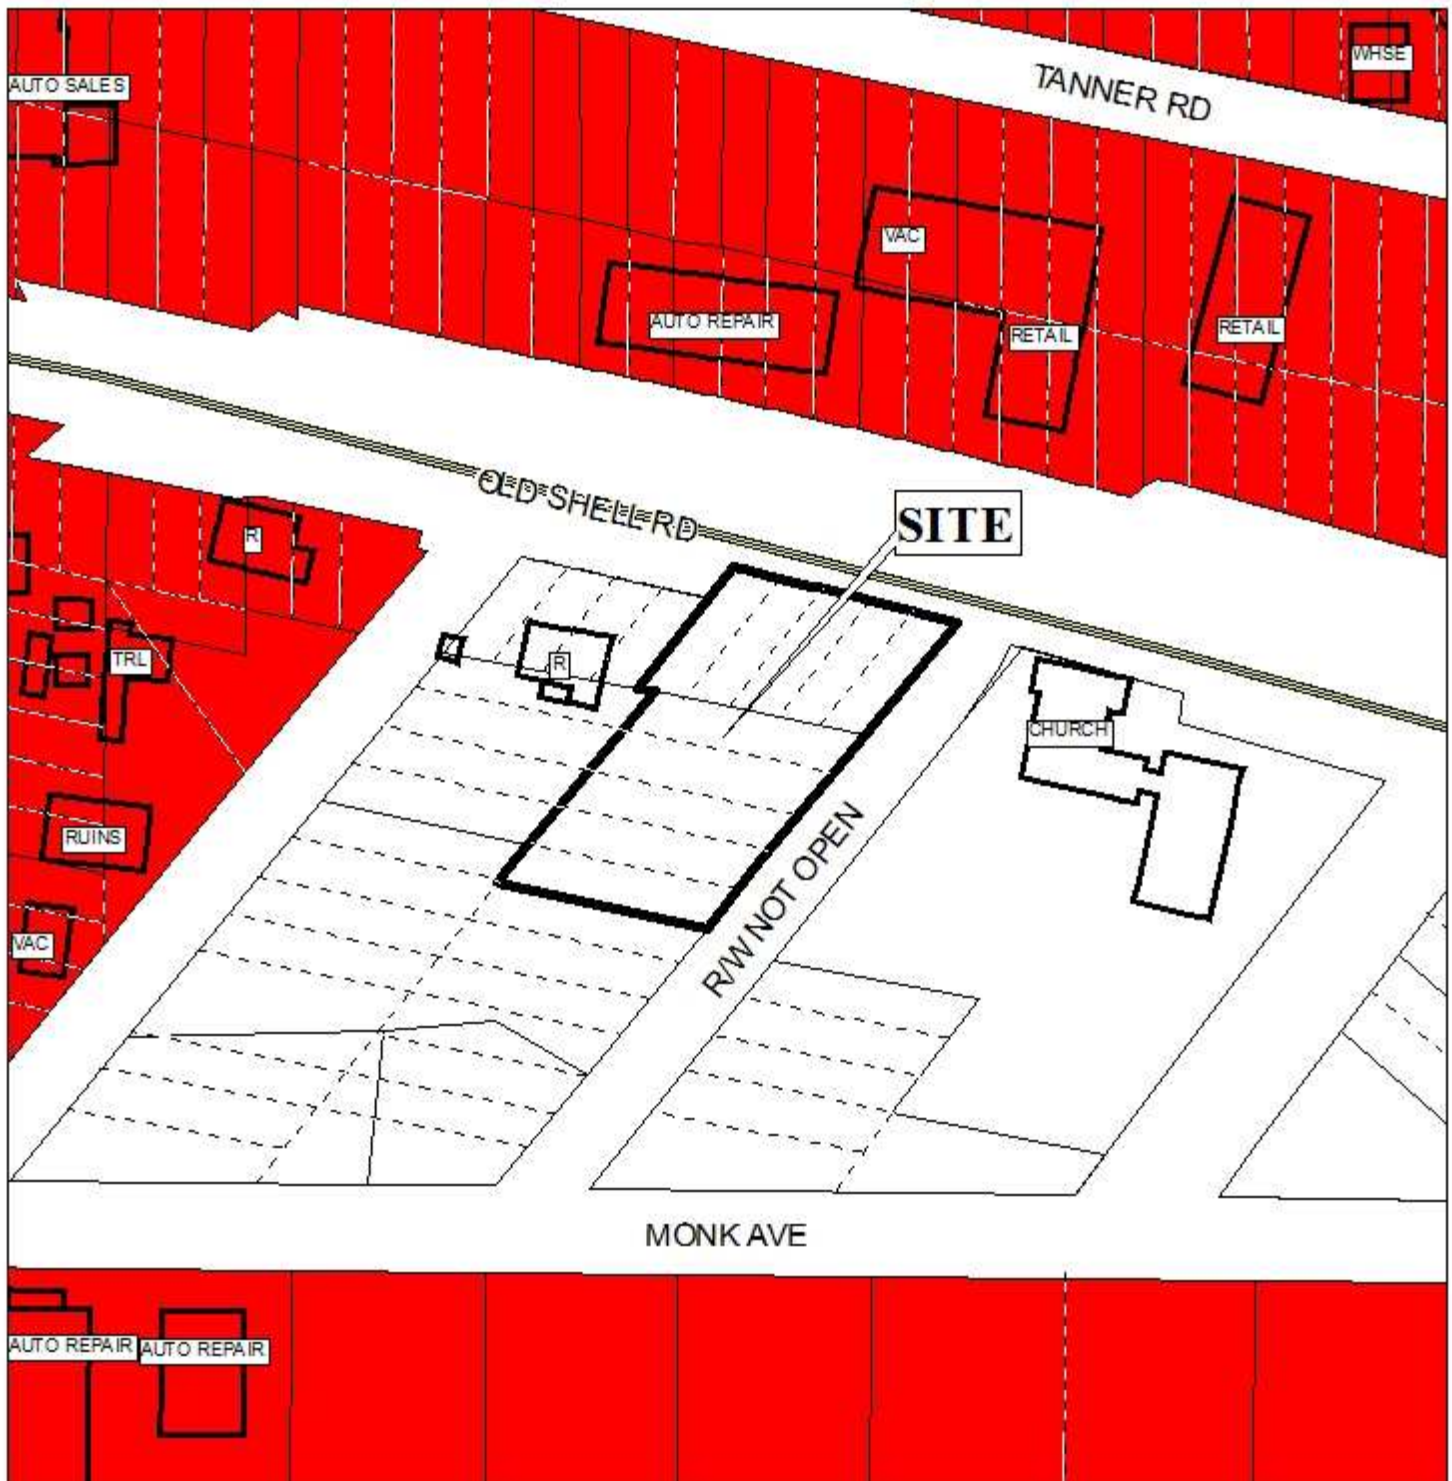 WHSE
AUTO SALES
TANNER RD
VAC
AUTO REPAIR
RETAIL
RETAIL
OLD SHELL RD
SITE
R
R
TRL
CHURCH
RUINS
R/W NOT OPEN
VAC
MONK AVE
AUTO REPAIR
AUTO REPAIR